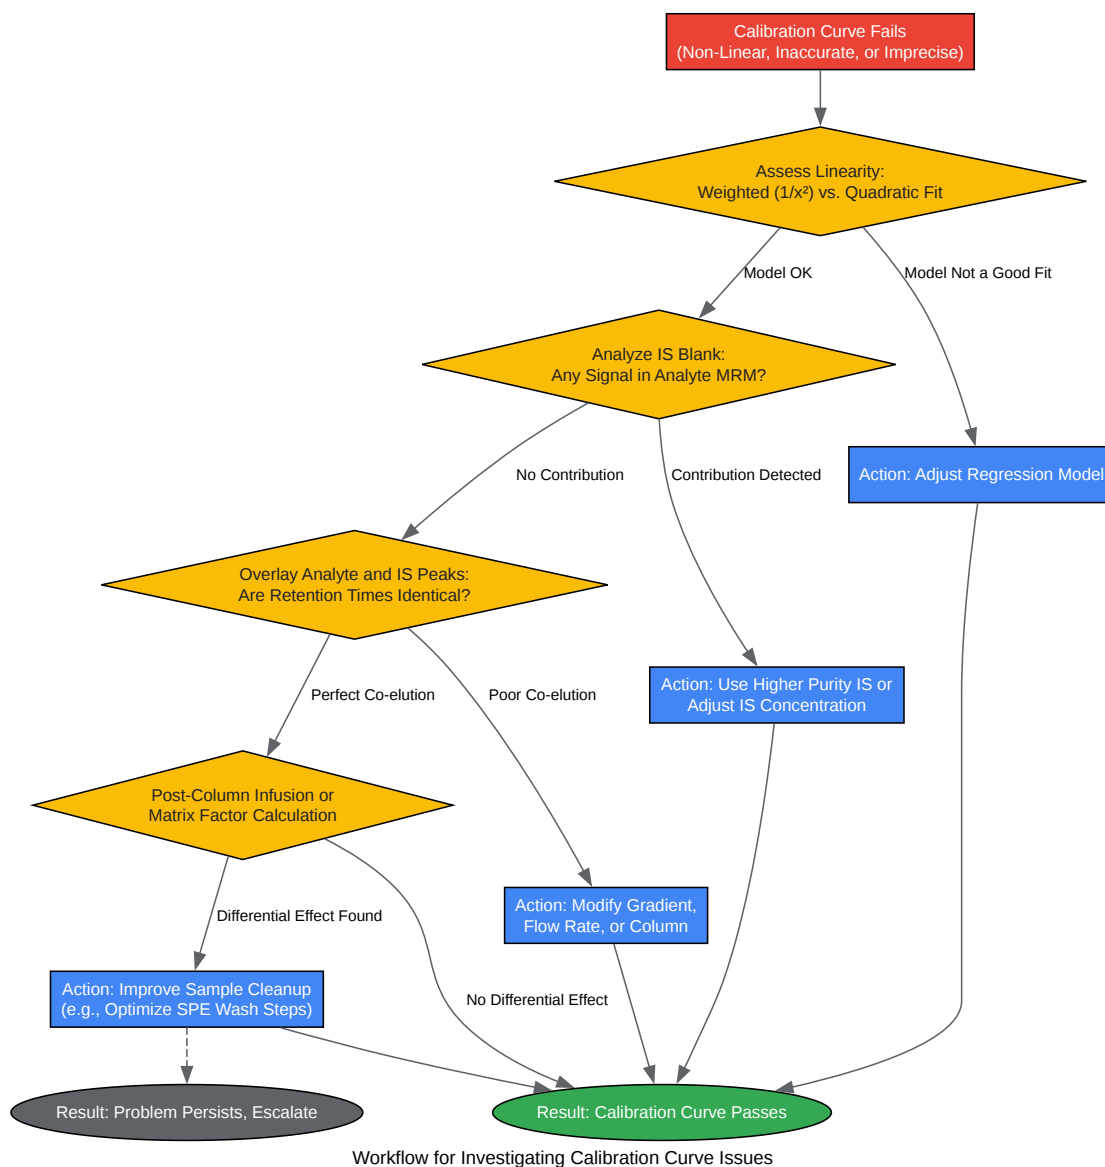 Calibration Curve Fails
(Non-Linear, Inaccurate, or Imprecise)
Assess Linearity:
Weighted (1/x²) vs. Quadratic Fit
Model OK
Model Not a Good Fit
Analyze IS Blank:
Any Signal in Analyte MRM?
No Contribution
Contribution Detected
Action: Adjust Regression Model
Overlay Analyte and IS Peaks:
Are Retention Times Identical?
Perfect Co-elution
Poor Co-elution
Action: Use Higher Purity IS or
Adjust IS Concentration
Post-Column Infusion or
Matrix Factor Calculation
Differential Effect Found
Action: Modify Gradient,
Flow Rate, or Column
Action: Improve Sample Cleanup
(e.g., Optimize SPE Wash Steps)
No Differential Effect
Result: Problem Persists, Escalate
Result: Calibration Curve Passes
Workflow for Investigating Calibration Curve Issues